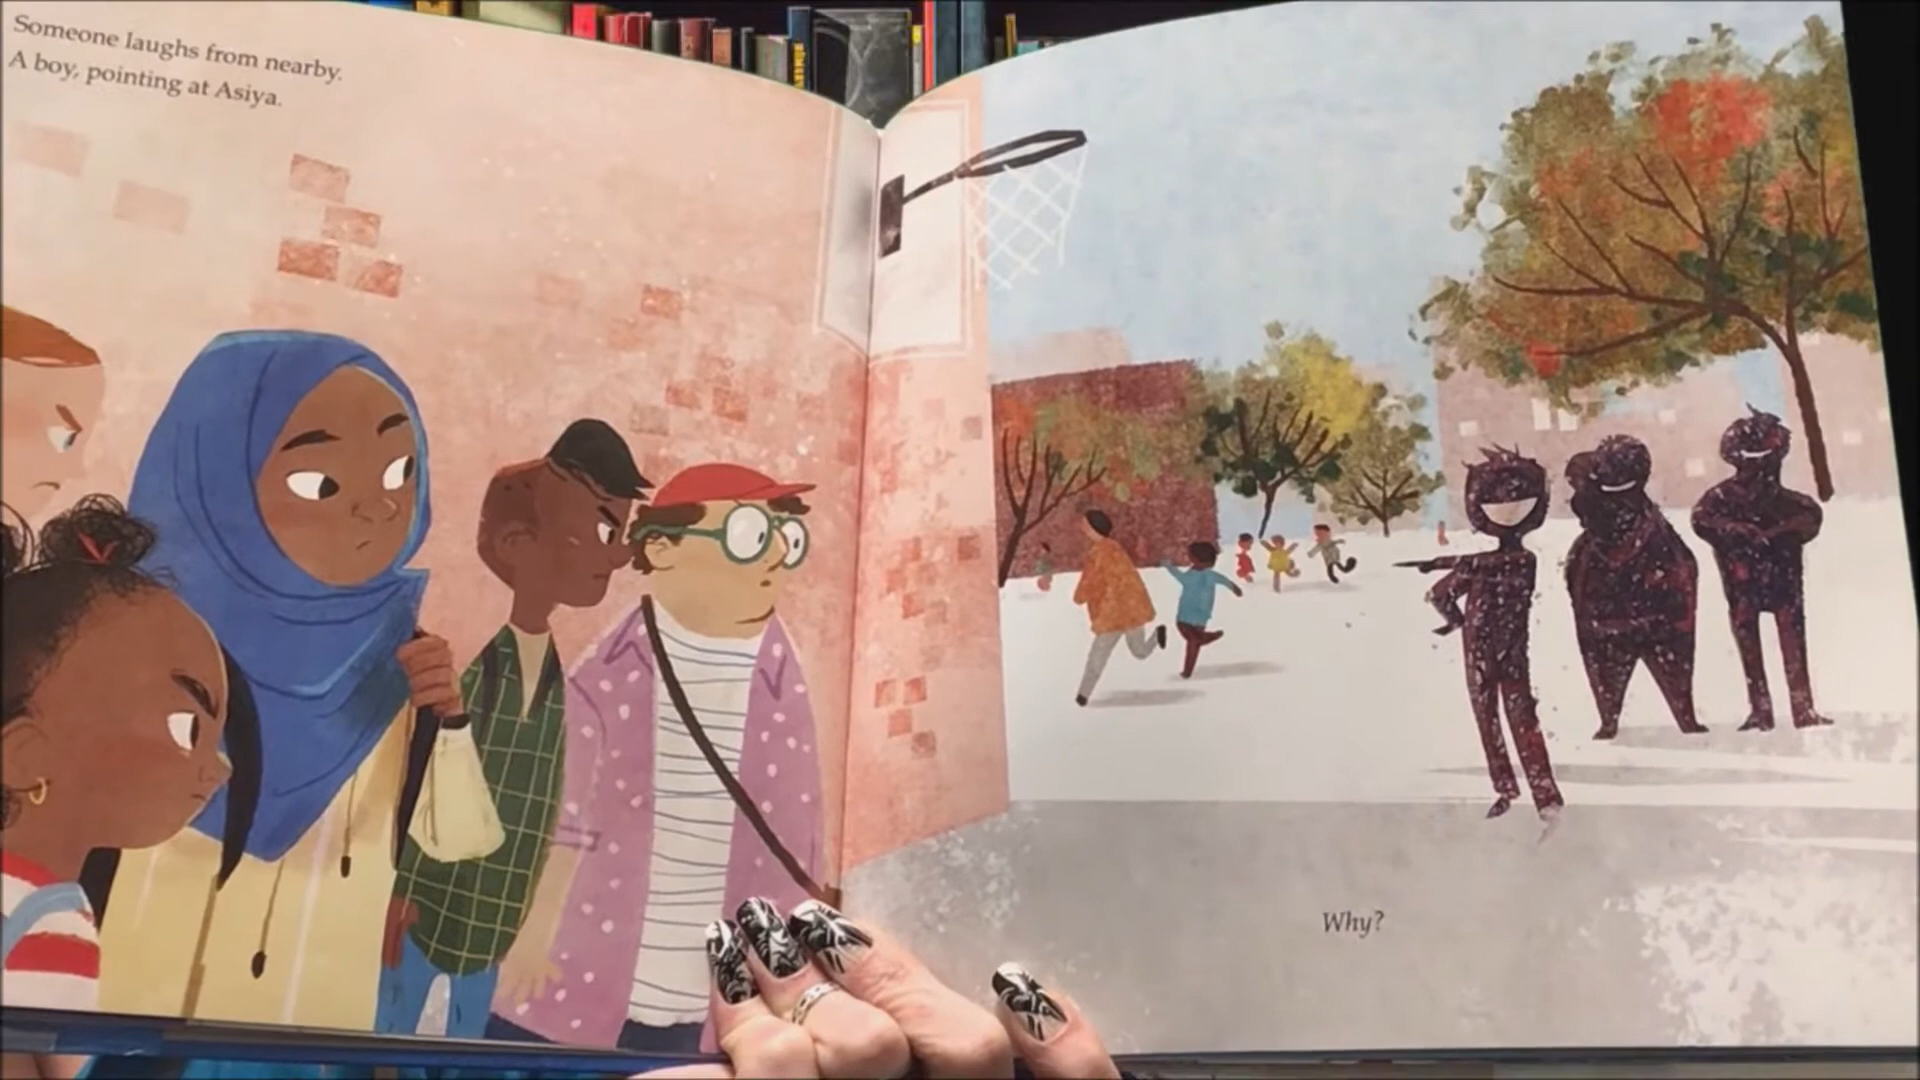 Someone laughs from nearby.
A boy, pointing at Asiya.
Why?